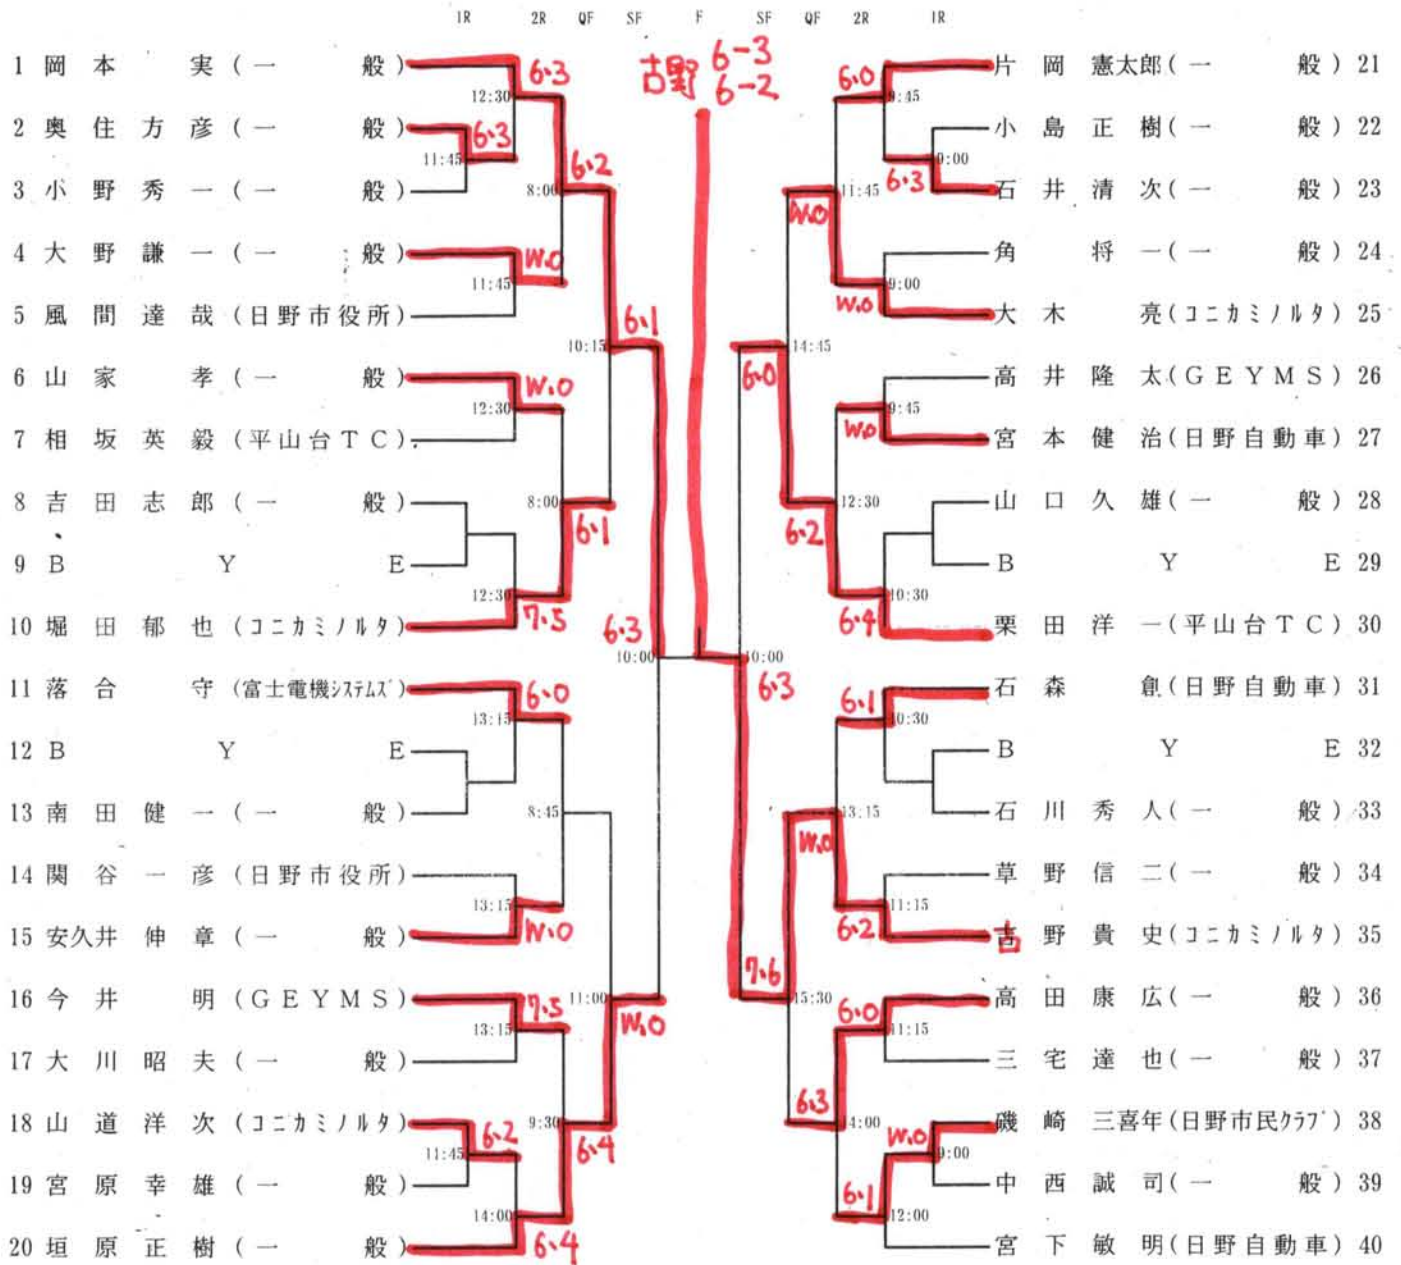 1R 2R QF SF F SF QF 2R 1R
古野 6-3
6-2
1 岡本 実 (一 般)
6.3
12:30
2 奥住方彦 (一 般)
6.3
11:45
3 小野秀一 (一 般)
6.2
8:00
4 大野謙一 (一 般)
W.O
11:45
5 風間達哉 (日野市役所)
6.1
10:15
6 山家 孝 (一 般)
W.O
12:30
7 相坂英毅 (平山台TC)
8 吉田志郎 (一 般)
8:00
6.1
9 BYE
12:30
7.5
10 堀田郁也 (コニカミノルタ)
6.3
10:00
11 落合 守 (富士電機システムズ)
6.0
13:15
12 BYE
13 南田健一 (一 般)
8:45
14 関谷一彦 (日野市役所)
13:15
W.O
15 安久井伸章 (一 般)
16 今井 明 (GEYMS)
7.5
11:00
W.O
13:15
17 大川昭夫 (一 般)
18 山道洋次 (コニカミノルタ)
6.2
9:30
6.4
11:45
19 宮原幸雄 (一 般)
14:00
6.4
20 垣原正樹 (一 般)
片岡憲太郎 (一 般) 21
6.0
9:45
小島正樹 (一 般) 22
9:00
6.3
石井清次 (一 般) 23
11:45
W.O
角 将一 (一 般) 24
9:00
W.O
大木 亮 (コニカミノルタ) 25
14:45
6.0
高井隆太 (GEYMS) 26
9:45
W.O
宮本健治 (日野自動車) 27
山口久雄 (一 般) 28
12:30
6.2
BYE 29
10:30
6.4
栗田洋一 (平山台TC) 30
10:00
6.3
石森 創 (日野自動車) 31
6.1
10:30
BYE 32
石川秀人 (一 般) 33
13:15
W.O
草野信二 (一 般) 34
11:15
6.2
古野貴史 (コニカミノルタ) 35
7.6
15:30
高田康広 (一 般) 36
6.0
11:15
三宅達也 (一 般) 37
6.3
14:00
磯崎三喜年 (日野市民クラブ) 38
W.O
9:00
中西誠司 (一 般) 39
6.1
12:00
宮下敏明 (日野自動車) 40